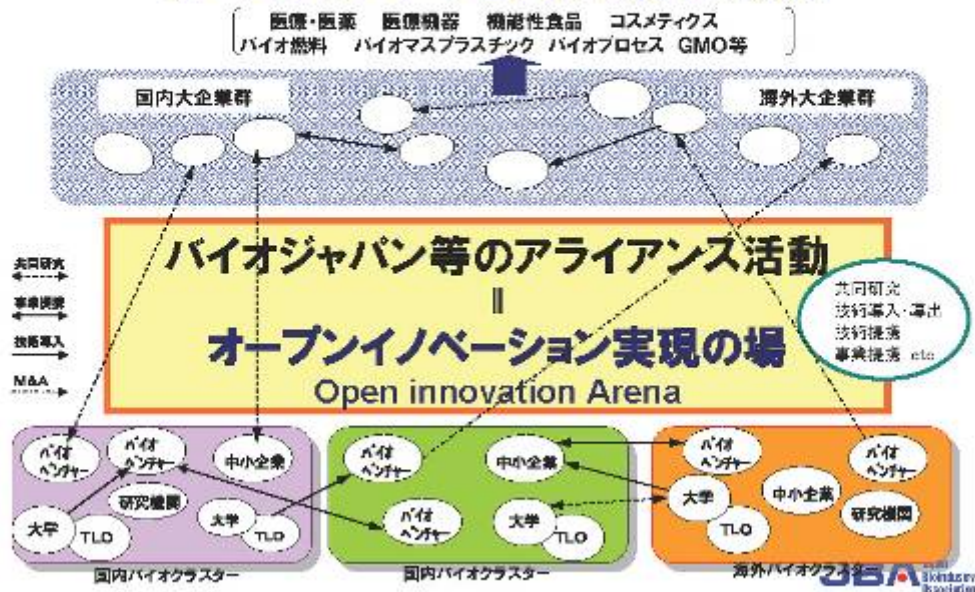 医療・医薬 医療機器 機能性食品 コスメティクス
バイオ燃料 バイオマスプラスチック バイオプロセス GMO等
国内大企業群
海外大企業群
バイオジャパン等のアライアンス活動
=
オープンイノベーション実現の場
Open innovation Arena
共同研究
事業提携
技術導入
M&A
共同研究
技術導入・導出
技術提携
事業提携 etc
バイオ
ベンチャー
バイオ
ベンチャー
中小企業
研究機関
大学
TLO
大学
TLO
国内バイオクラスター
バイオ
ベンチャー
中小企業
バイオ
ベンチャー
大学
TLO
国内バイオクラスター
バイオ
ベンチャー
バイオ
ベンチャー
大学
中小企業
TLO
研究機関
海外バイオクラスター
JBA
Bioindustry
Association